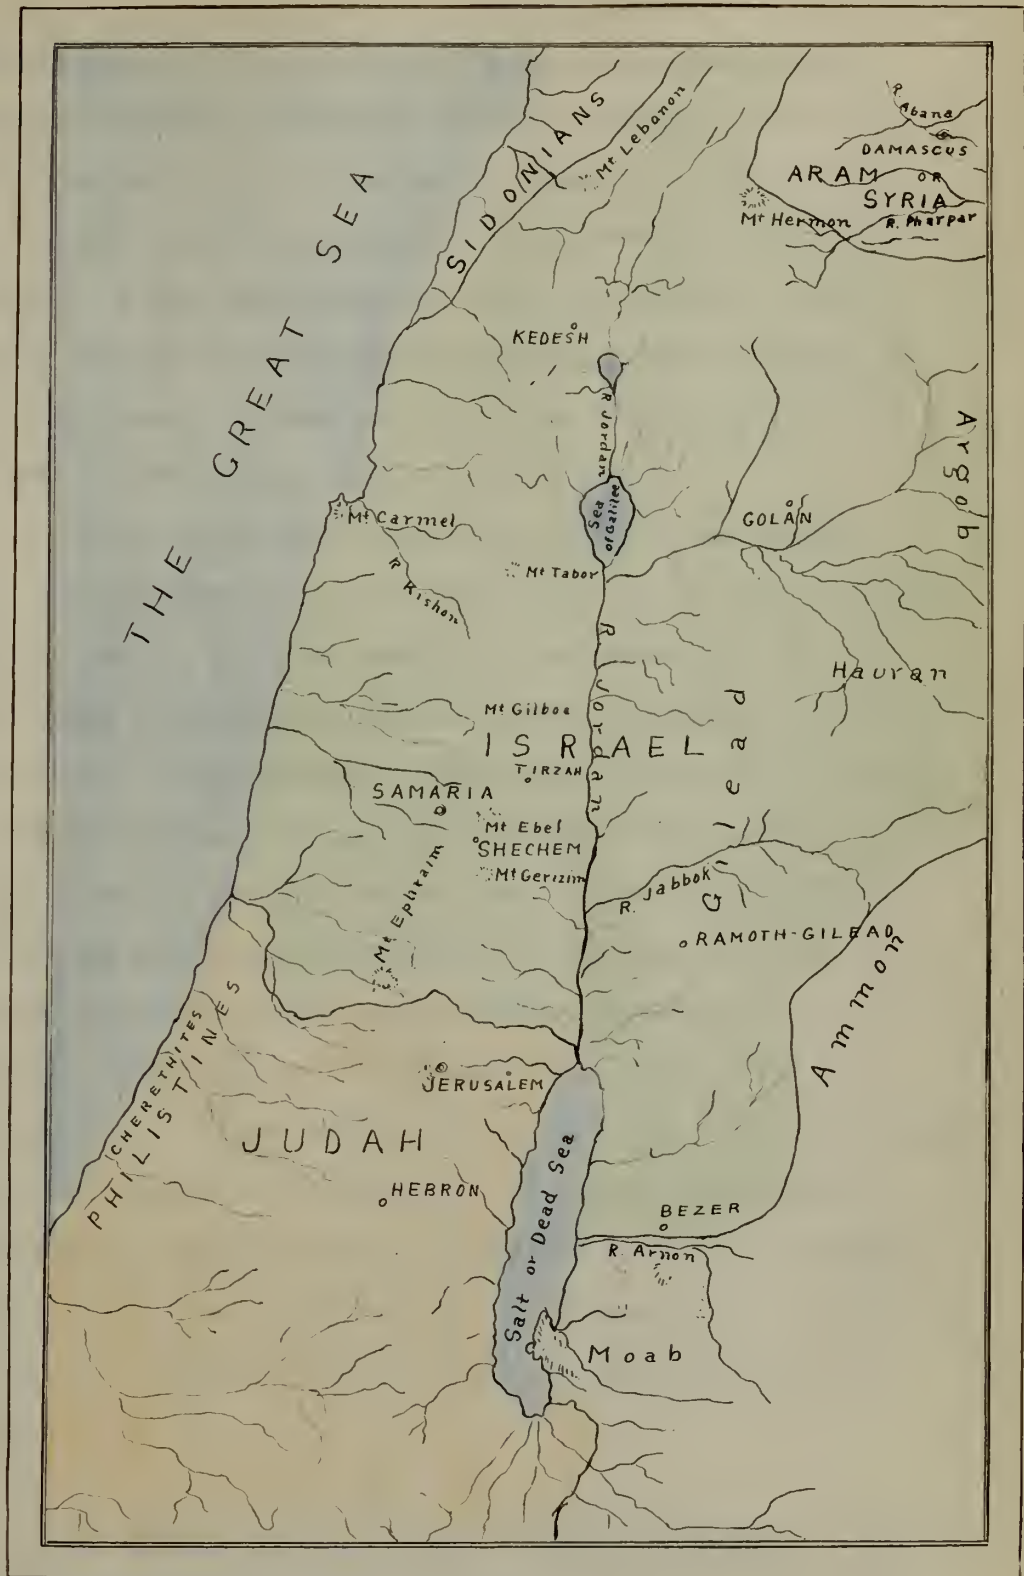 THE GREAT SEA
SIDONIANS
Mt Lebanon
R. Abana
DAMASCUS
ARAM OR
SYRIA
Mt Hermon
R. Pharpar
KEDESH
R Jordan
Argob
Sea
of Galilee
GOLAN
Mt Carmel
Mt Tabor
R Kishon
R. Jordan
Hauran
Mt Gilboa
ISRAEL
Gilead
TIRZAH
SAMARIA
Mt Ebel
SHECHEM
Mt Gerizim
Mt Ephraim
R. Jabbok
RAMOTH-GILEAD
Ammon
CHERETHITES
PHILISTINES
JERUSALEM
JUDAH
HEBRON
Salt or Dead Sea
BEZER
R. Arnon
Moab